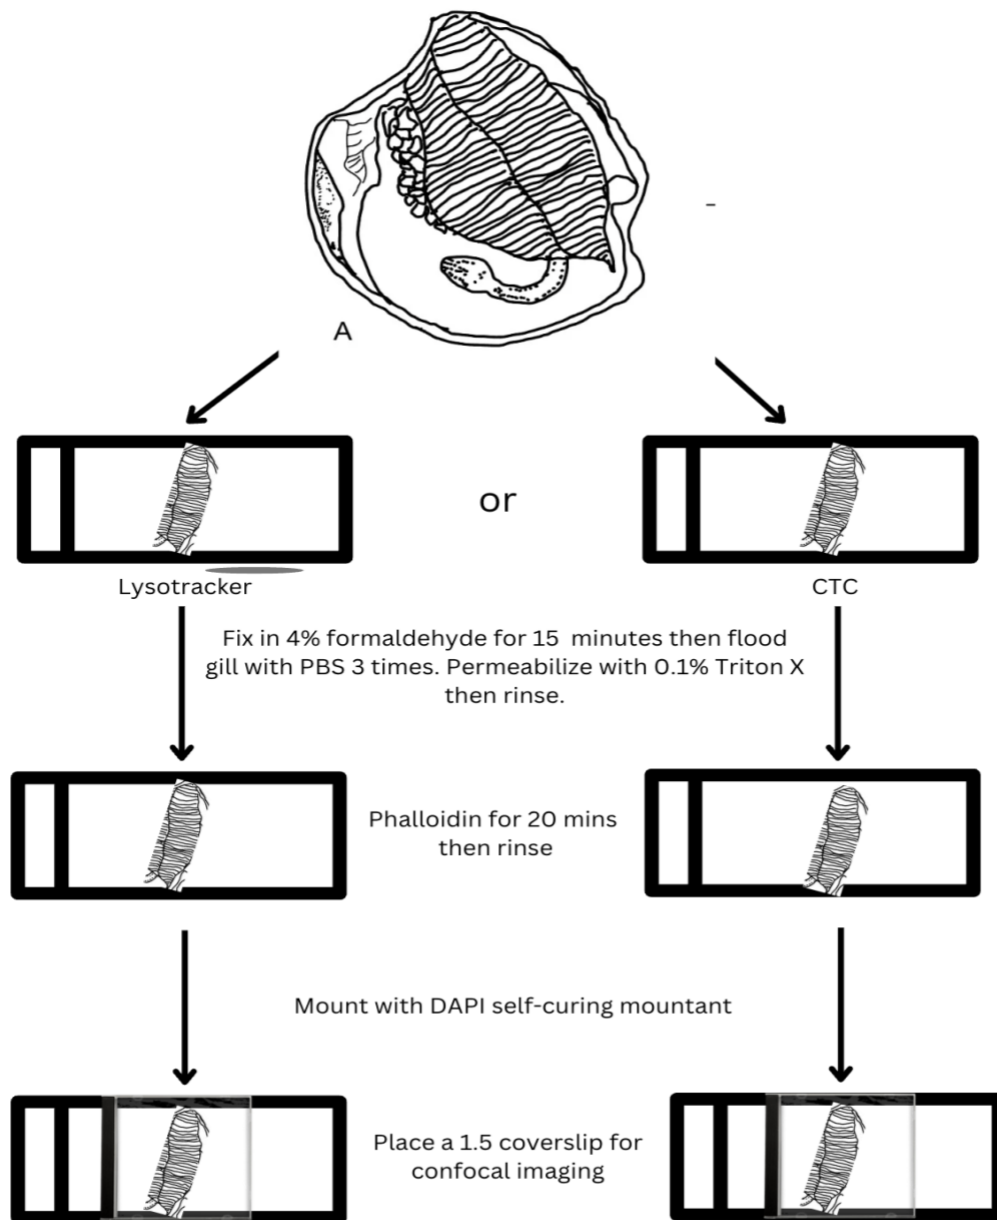 A
or
Lysotracker
CTC
Fix in 4% formaldehyde for 15 minutes then flood
gill with PBS 3 times. Permeabilize with 0.1% Triton X
then rinse.
Phalloidin for 20 mins
then rinse
Mount with DAPI self-curing mountant
Place a 1.5 coverslip for
confocal imaging